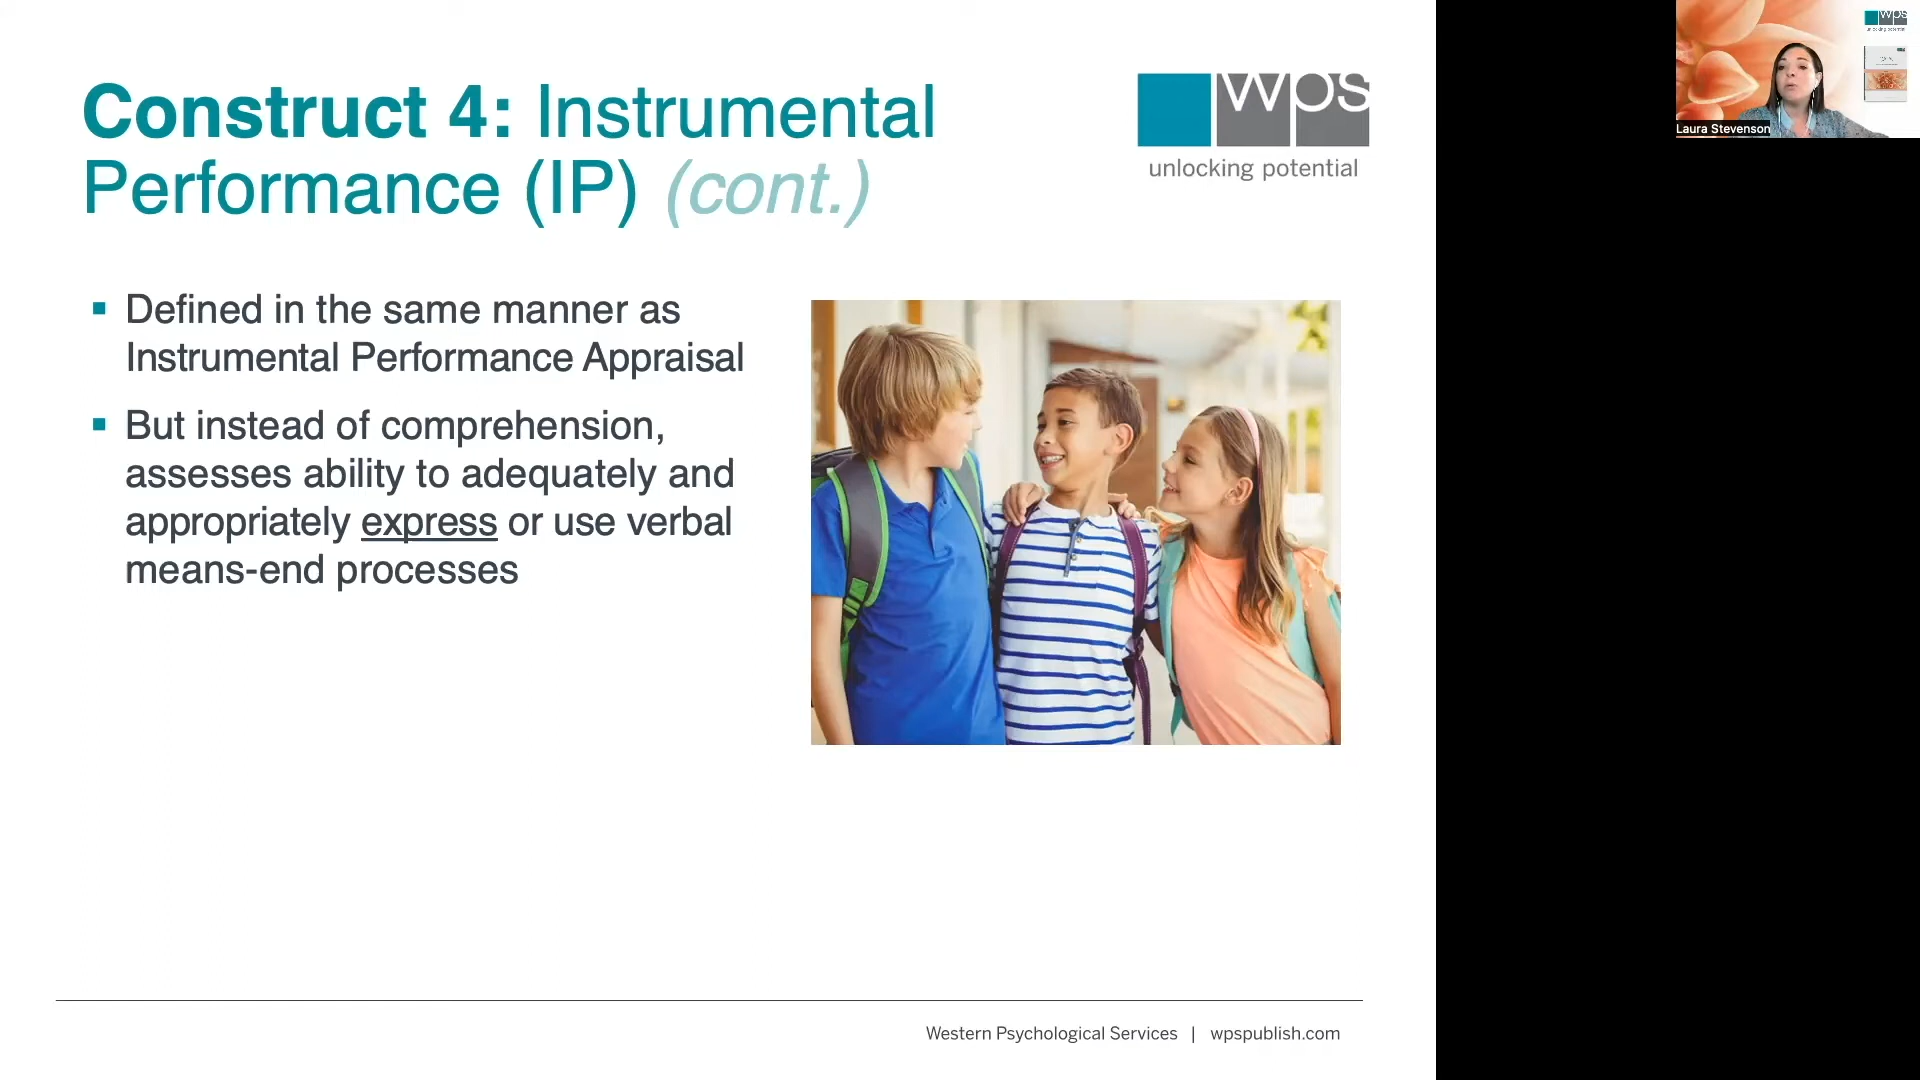 Construct 4: Instrumental
Performance (IP) (cont.)
wps
unlocking potential
▪ Defined in the same manner as
Instrumental Performance Appraisal
▪ But instead of comprehension,
assesses ability to adequately and
appropriately express or use verbal
means-end processes
Western Psychological Services | wpspublish.com
Laura Stevenson
wps